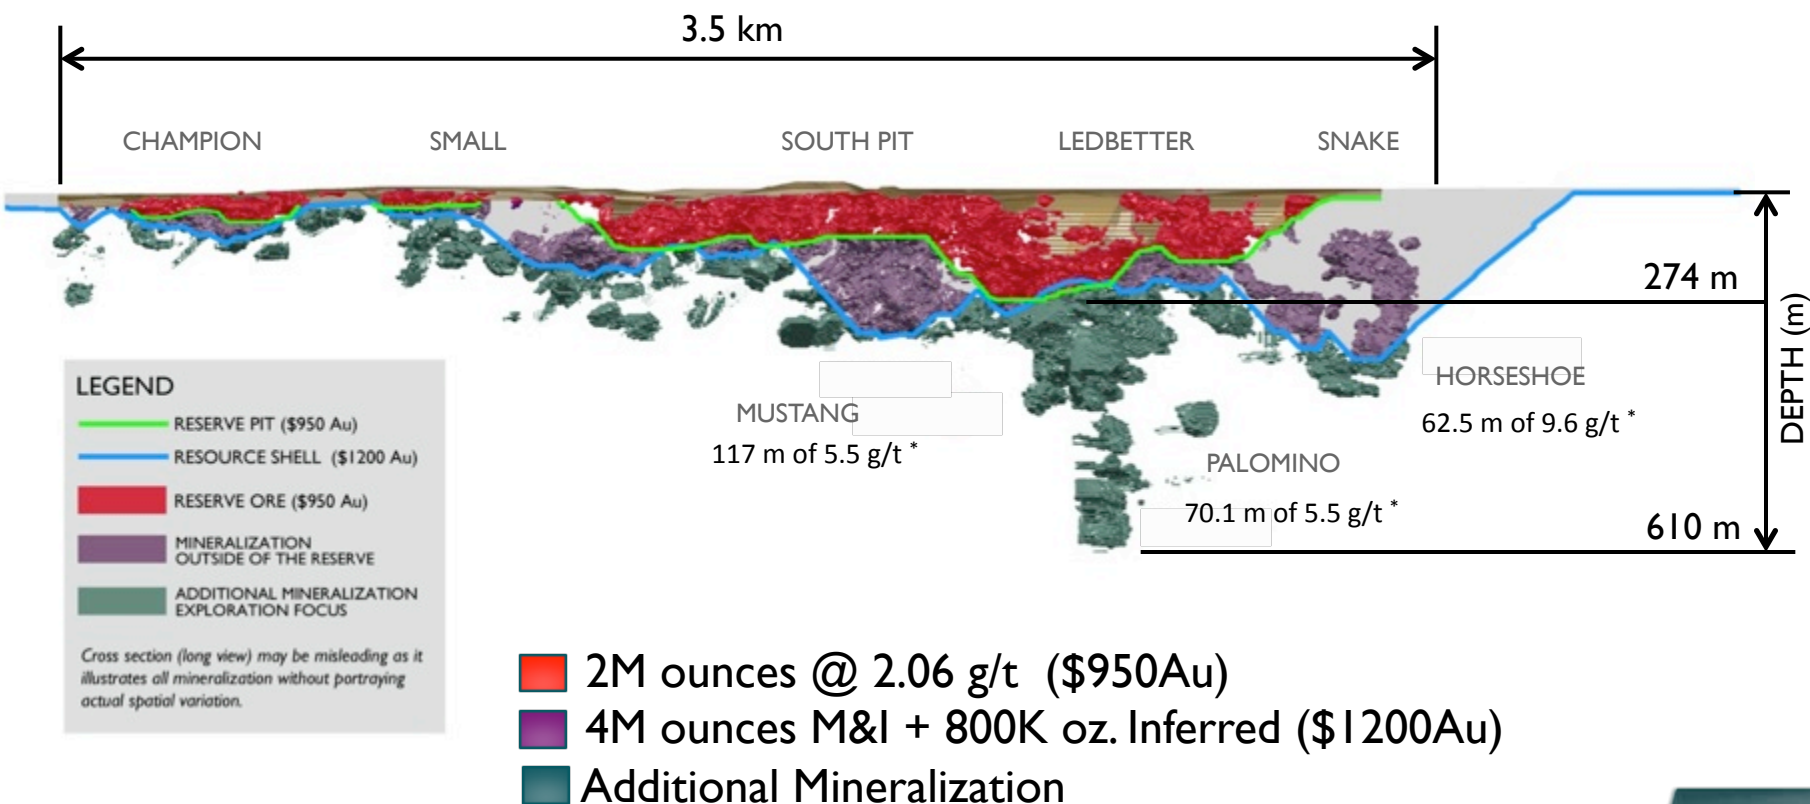 3.5 km
CHAMPION
SMALL
SOUTH PIT
LEDBETTER
SNAKE
274 m
DEPTH (m)
LEGEND
RESERVE PIT ($950 Au)
RESOURCE SHELL ($1200 Au)
RESERVE ORE ($950 Au)
MINERALIZATION
OUTSIDE OF THE RESERVE
ADDITIONAL MINERALIZATION
EXPLORATION FOCUS
Cross section (long view) may be misleading as it
illustrates all mineralization without portraying
actual spatial variation.
MUSTANG
117 m of 5.5 g/t *
HORSESHOE
62.5 m of 9.6 g/t *
PALOMINO
70.1 m of 5.5 g/t *
610 m
2M ounces @ 2.06 g/t ($950Au)
4M ounces M&I + 800K oz. Inferred ($1200Au)
Additional Mineralization